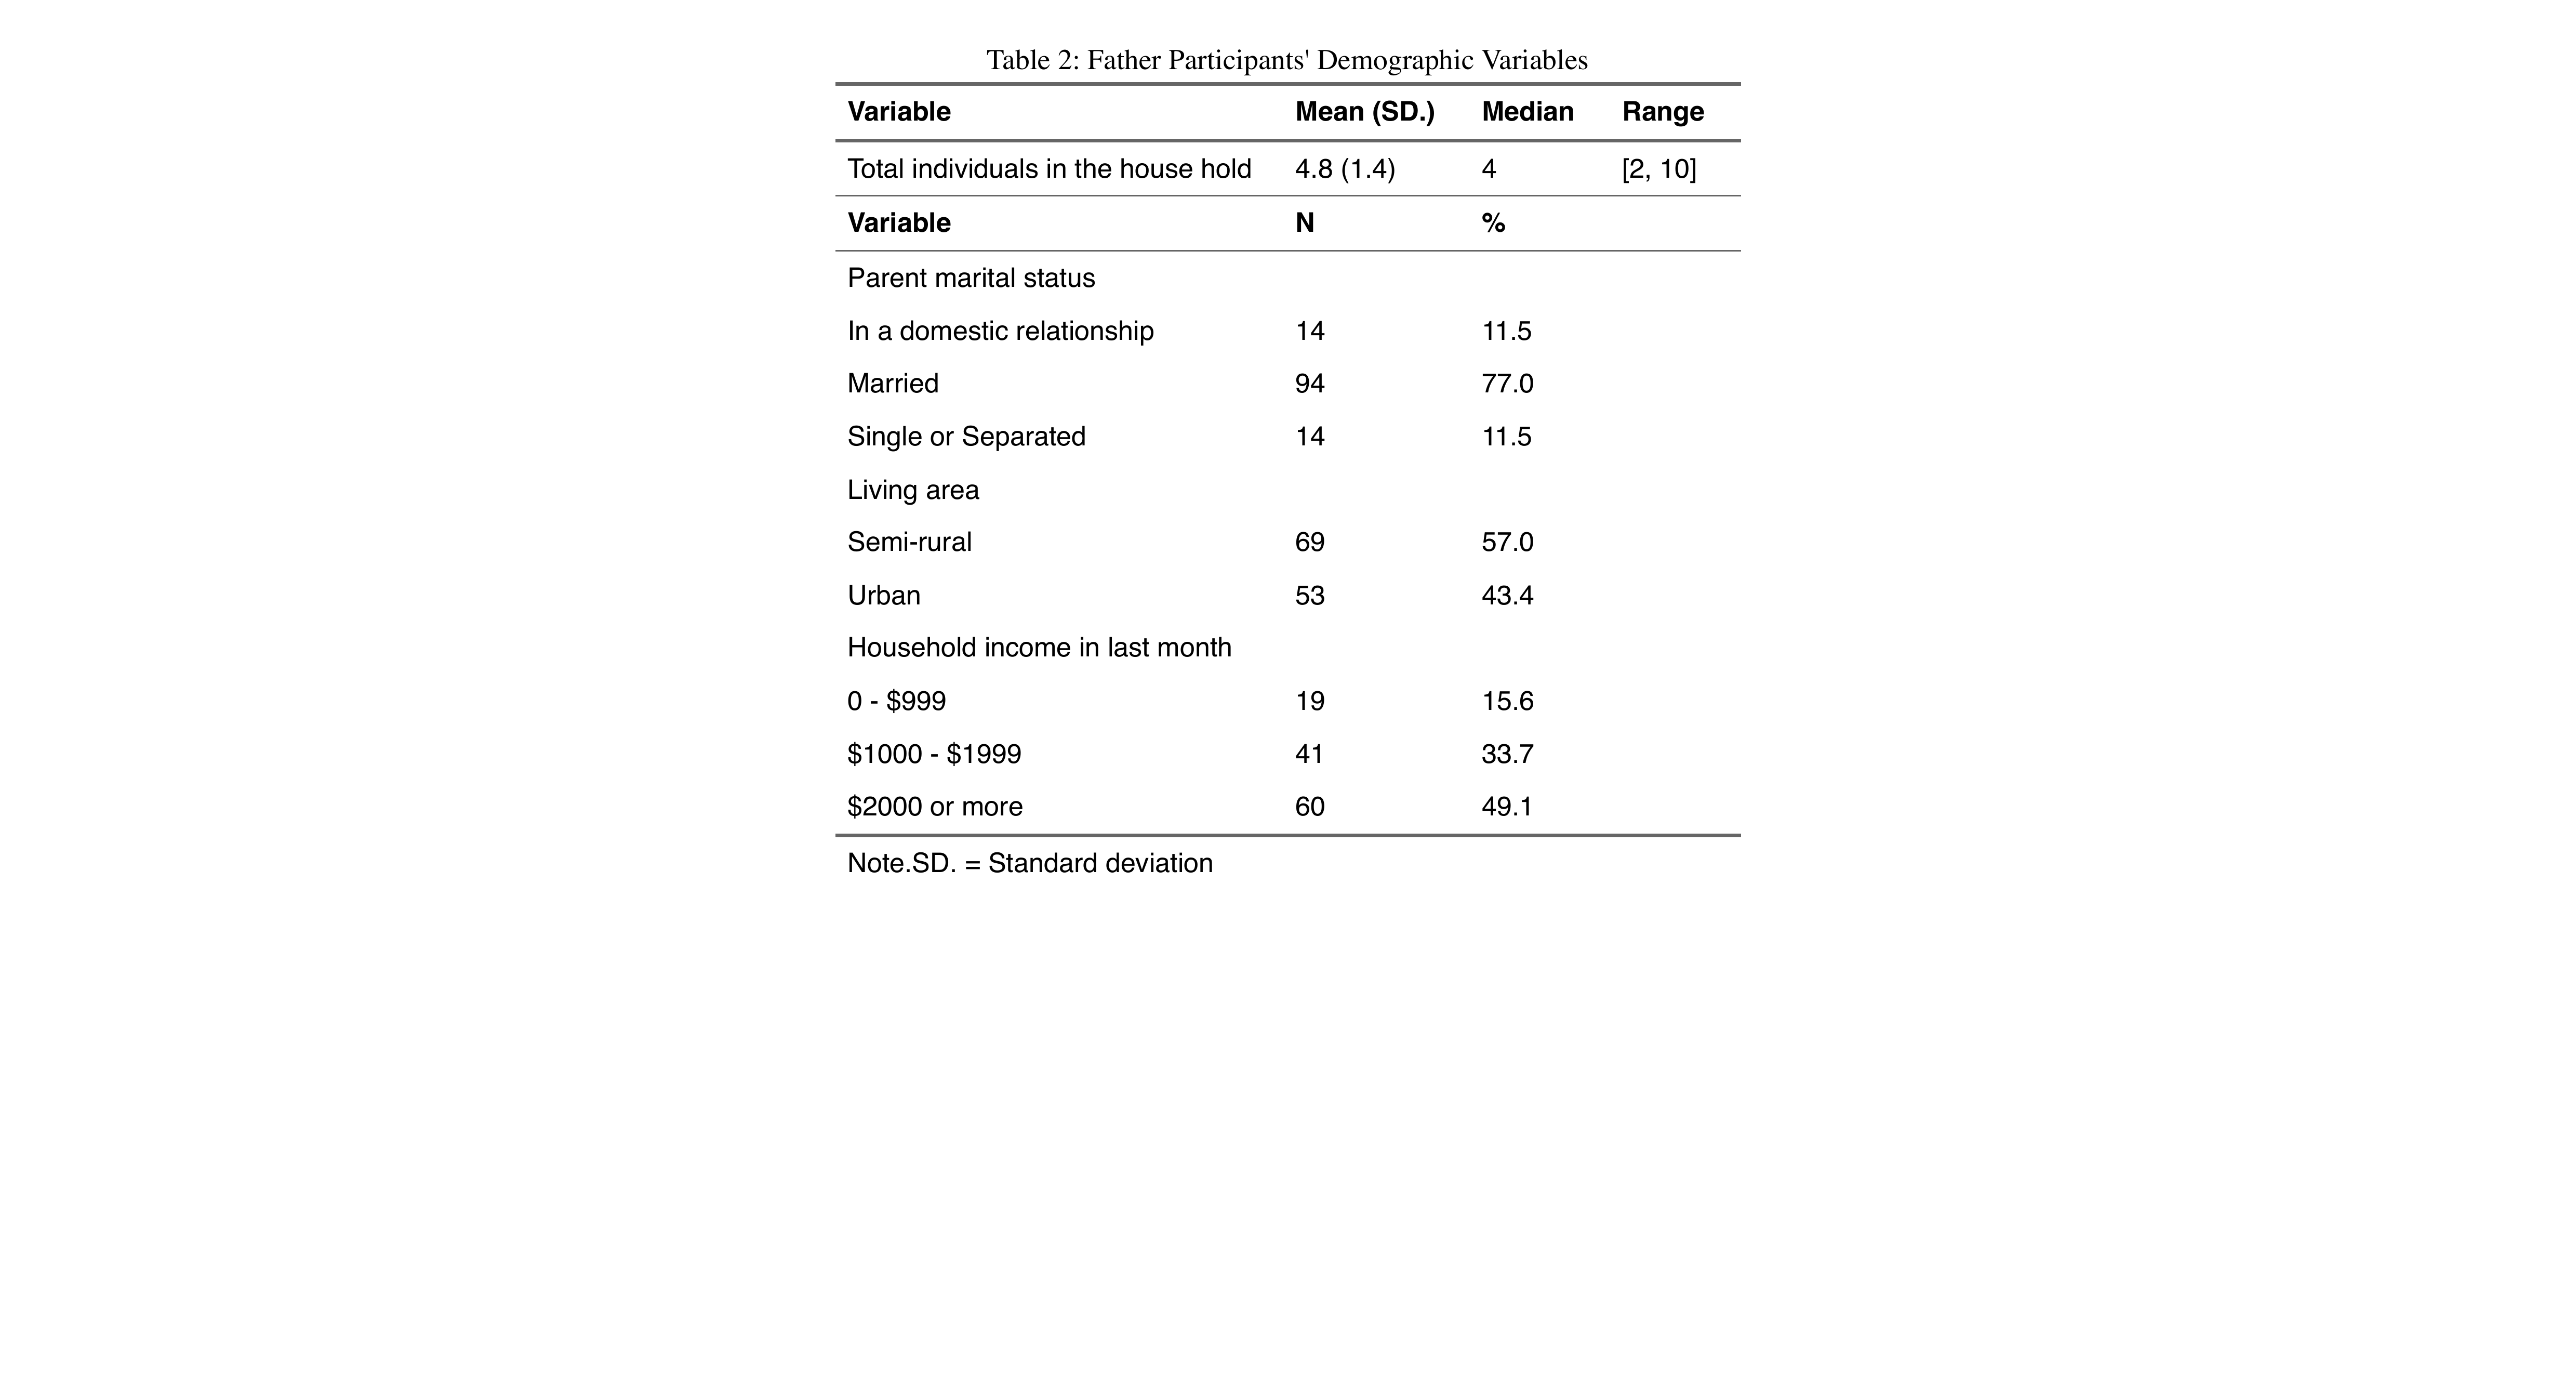 Table 2: Father Participants' Demographic Variables
Variable Mean (SD.) Median Range
Total individuals in the house hold 4.8 (1.4) 4 [2, 10]
Variable N %
Parent marital status
In a domestic relationship 14 11.5
Married 94 77.0
Single or Separated 14 11.5
Living area
Semi-rural 69 57.0
Urban 53 43.4
Household income in last month
0 - $999 19 15.6
$1000 - $1999 41 33.7
$2000 or more 60 49.1
Note.SD. = Standard deviation